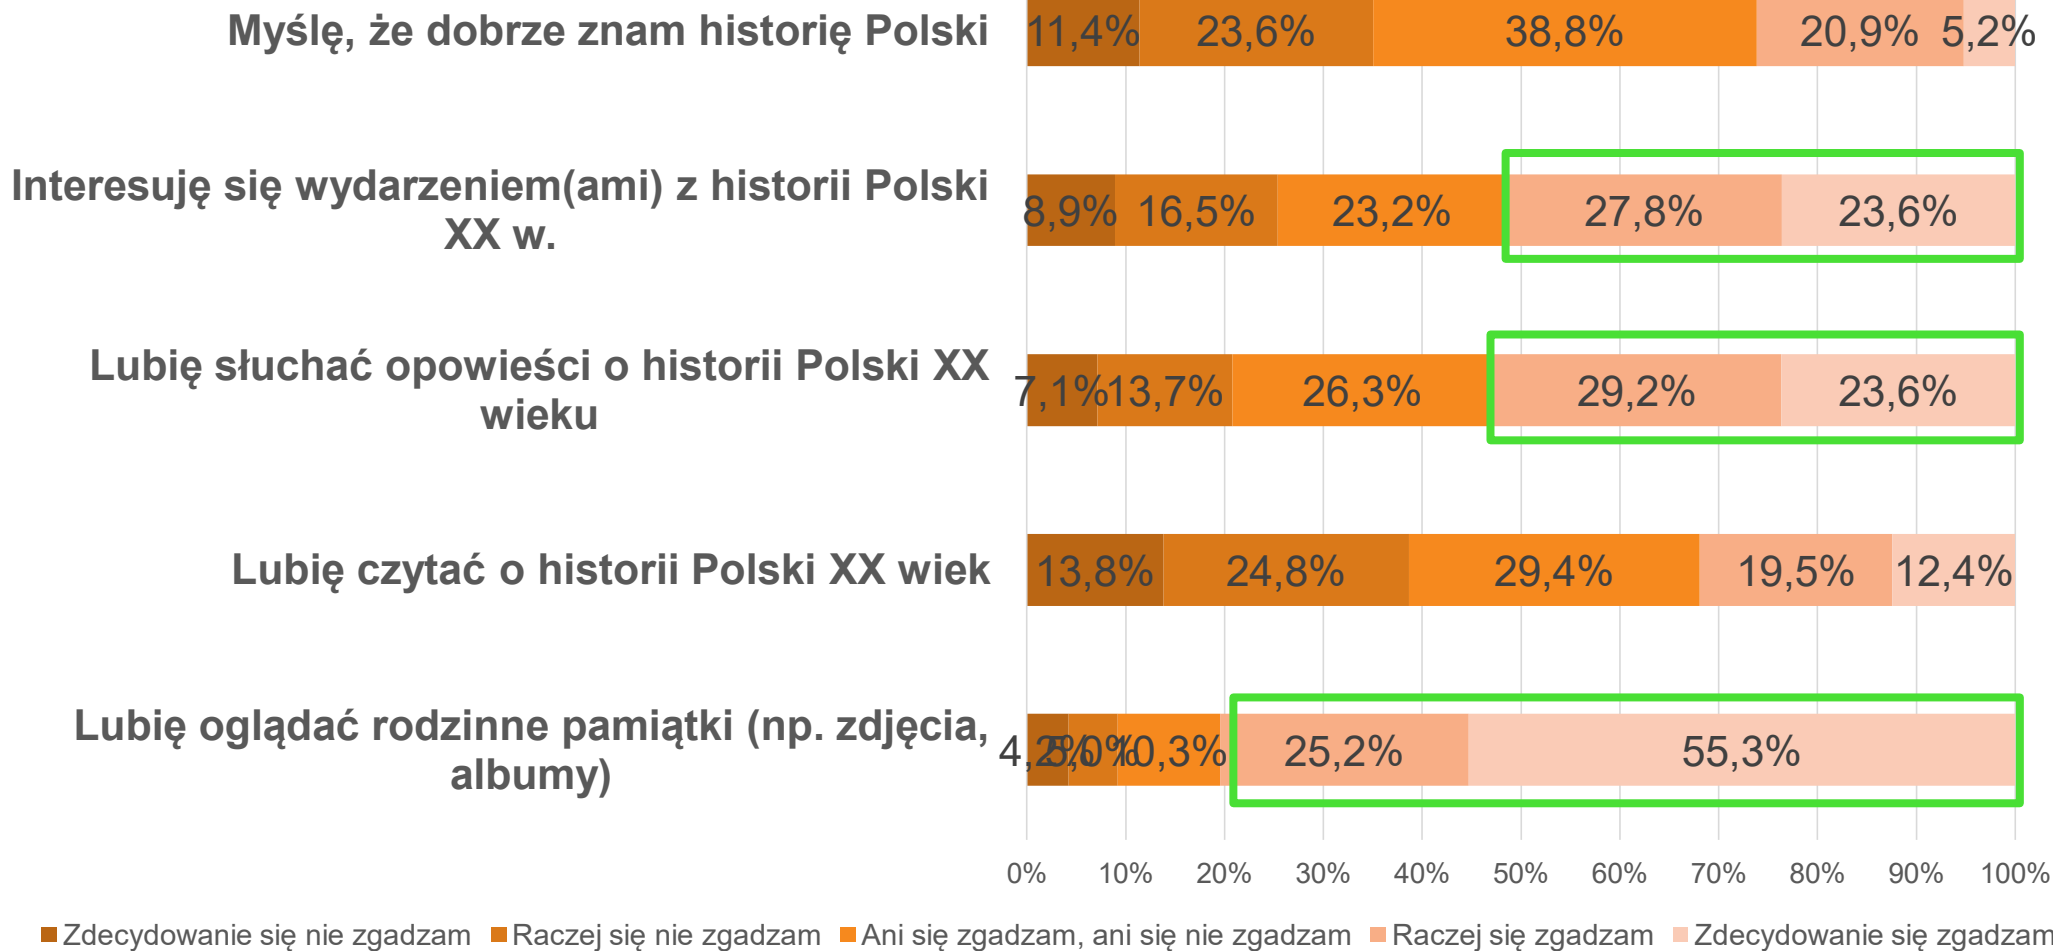 Myślę, że dobrze znam historię Polski
11,4% 23,6% 38,8% 20,9% 5,2%
Interesuję się wydarzeniem(ami) z historii Polski
XX w.
8,9% 16,5% 23,2% 27,8% 23,6%
Lubię słuchać opowieści o historii Polski XX
wieku
7,1% 13,7% 26,3% 29,2% 23,6%
Lubię czytać o historii Polski XX wiek
13,8% 24,8% 29,4% 19,5% 12,4%
Lubię oglądać rodzinne pamiątki (np. zdjęcia,
albumy)
4,2% 5,0% 10,3% 25,2% 55,3%
0% 10% 20% 30% 40% 50% 60% 70% 80% 90% 100%
Zdecydowanie się nie zgadzam Raczej się nie zgadzam Ani się zgadzam, ani się nie zgadzam Raczej się zgadzam Zdecydowanie się zgadzam